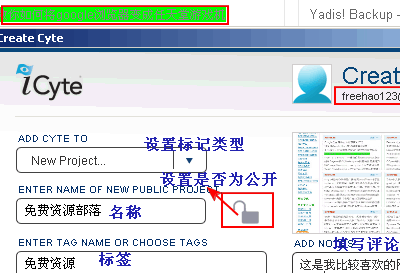 Yadis! Backup -
Create Cyte
iCyte
Creat
freehao123@
ADD CYTE TO
设置标记类型
New Project...
设置是否为公开
ENTER NAME OF NEW PUBLIC PROJE
免费资源部落
名称
ENTER TAG NAME OR CHOOSE TAGS
ADD NOTES
填写评论
免费资源
标签
这是我比较喜欢的